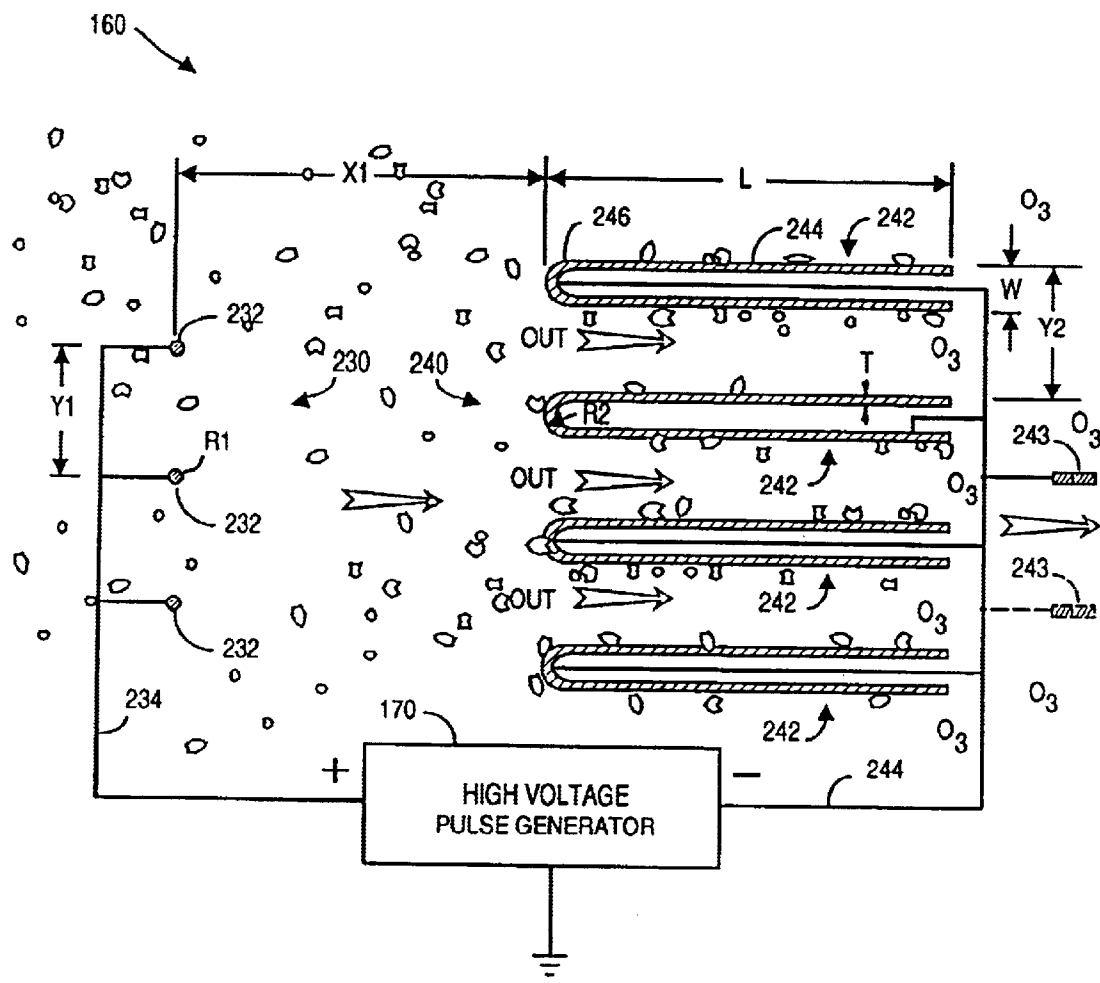 160
X1
L
O3
246
244
242
W
Y2
232
OUT
O3
Y1
230
240
T
R2
O3
R1
243
242
OUT
O3
232
243
OUT
242
O3
232
O3
234
170
242
O3
+
−
244
HIGH VOLTAGE
PULSE GENERATOR